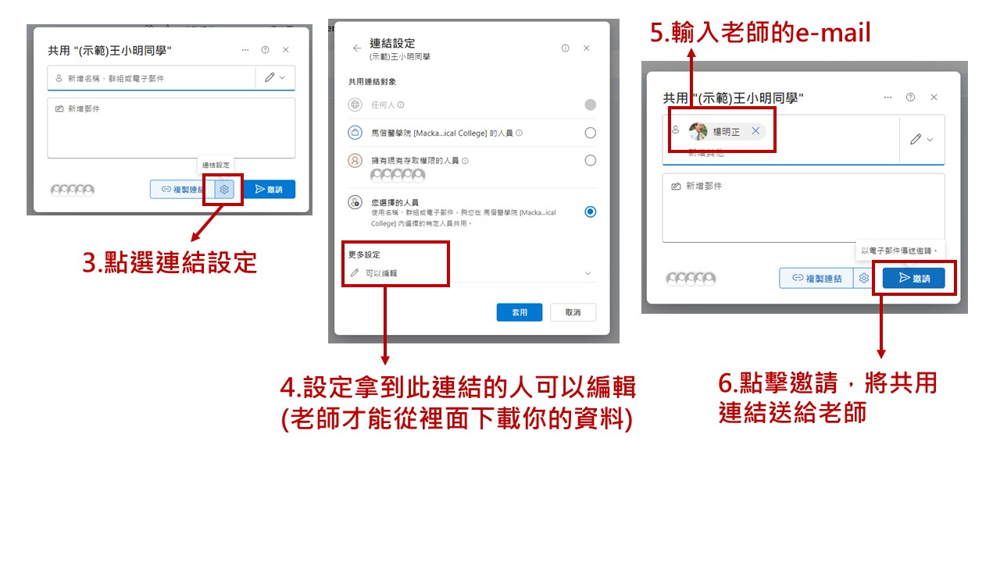 共用 "(示範)王小明同學"
新增名稱、群組或電子郵件
新增郵件
連結設定
複製連結
邀請
3.點選連結設定
連結設定
(示範)王小明同學
共用連結對象
任何人
馬偕醫學院 [Macka...ical College] 的人員
擁有現有存取權限的人員
您選擇的人員
使用名稱、群組或電子郵件，與您在 馬偕醫學院 [Macka...ical
College] 內選擇的特定人員共用。
更多設定
可以編輯
套用
取消
4.設定拿到此連結的人可以編輯
(老師才能從裡面下載你的資料)
5.輸入老師的e-mail
共用 "(示範)王小明同學"
楊明正
新增其他
新增郵件
以電子郵件傳送邀請。
複製連結
邀請
6.點擊邀請，將共用
連結送給老師